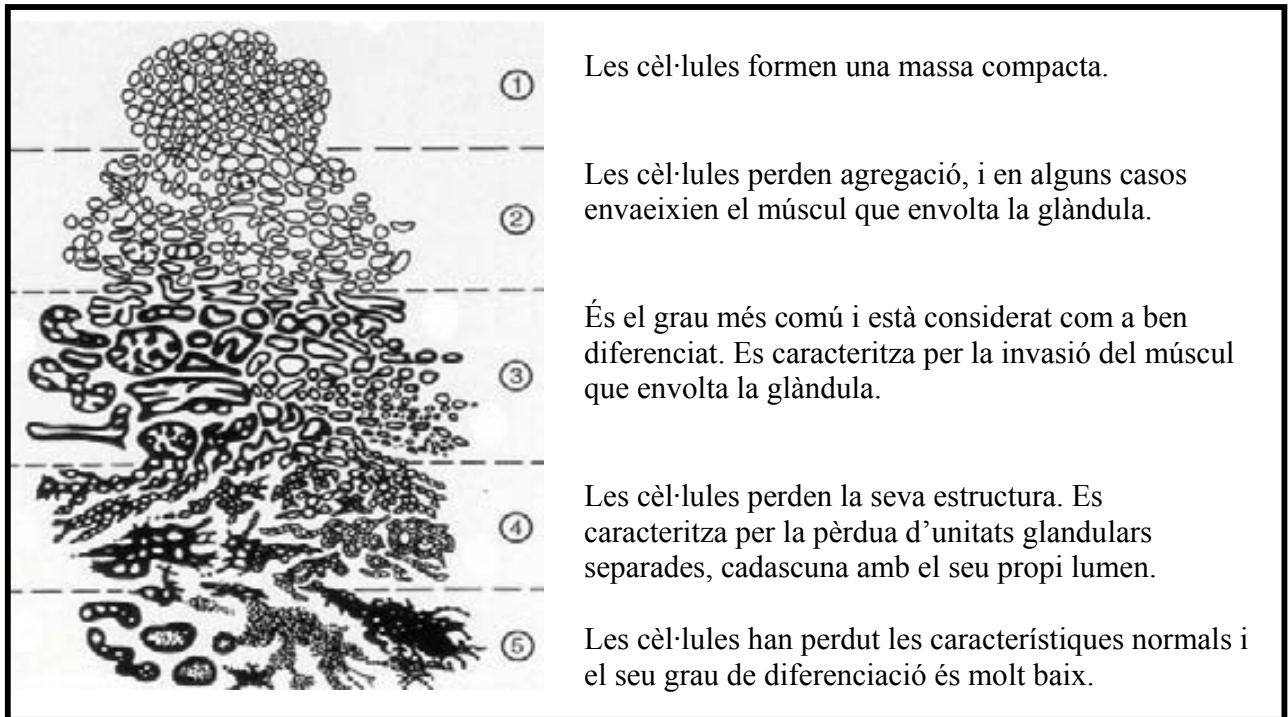 ①
Les cèl·lules formen una massa compacta.
②
Les cèl·lules perden agregació, i en alguns casos
envaeixien el múscul que envolta la glàndula.
③
És el grau més comú i està considerat com a ben
diferenciat. Es caracteritza per la invasió del múscul
que envolta la glàndula.
④
Les cèl·lules perden la seva estructura. Es
caracteritza per la pèrdua d’unitats glandulars
separades, cadascuna amb el seu propi lumen.
⑤
Les cèl·lules han perdut les característiques normals i
el seu grau de diferenciació és molt baix.